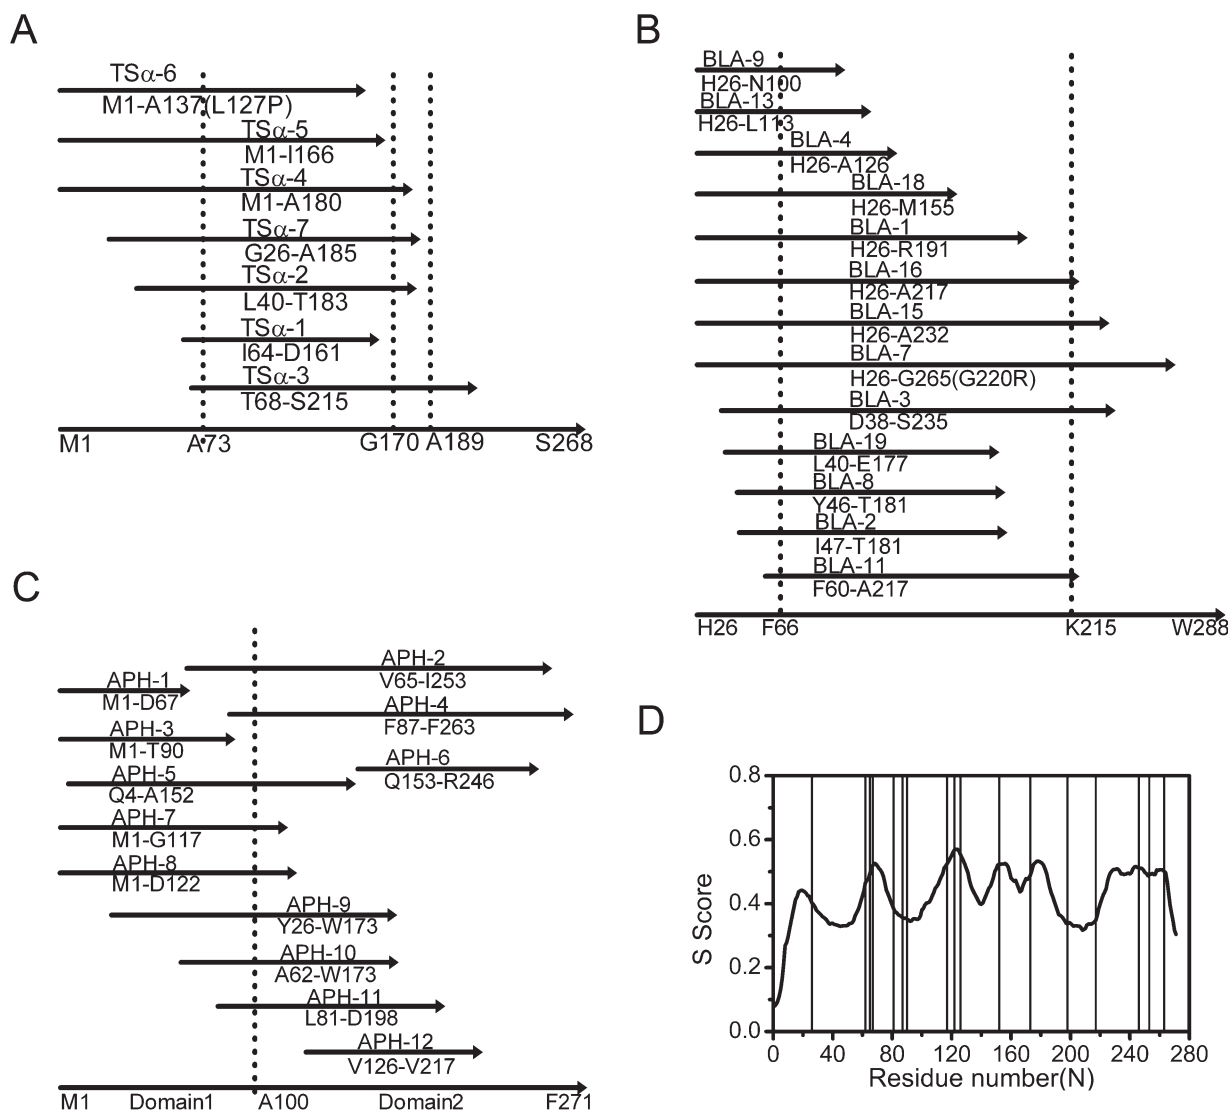 A
TSα-6
M1-A137(L127P)
TSα-5
M1-I166
TSα-4
M1-A180
TSα-7
G26-A185
TSα-2
L40-T183
TSα-1
I64-D161
TSα-3
T68-S215
M1 A73 G170 A189 S268
B
BLA-9
H26-N100
BLA-13
H26-L113
BLA-4
H26-A126
BLA-18
H26-M155
BLA-1
H26-R191
BLA-16
H26-A217
BLA-15
H26-A232
BLA-7
H26-G265(G220R)
BLA-3
D38-S235
BLA-19
L40-E177
BLA-8
Y46-T181
BLA-2
I47-T181
BLA-11
F60-A217
H26 F66 K215 W288
C
APH-2
V65-I253
APH-1
M1-D67
APH-4
F87-F263
APH-3
M1-T90
APH-6
Q153-R246
APH-5
Q4-A152
APH-7
M1-G117
APH-8
M1-D122
APH-9
Y26-W173
APH-10
A62-W173
APH-11
L81-D198
APH-12
V126-V217
M1 Domain1 A100 Domain2 F271
D
S Score
0.8
0.6
0.4
0.2
0.0
0 40 80 120 160 200 240 280
Residue number(N)